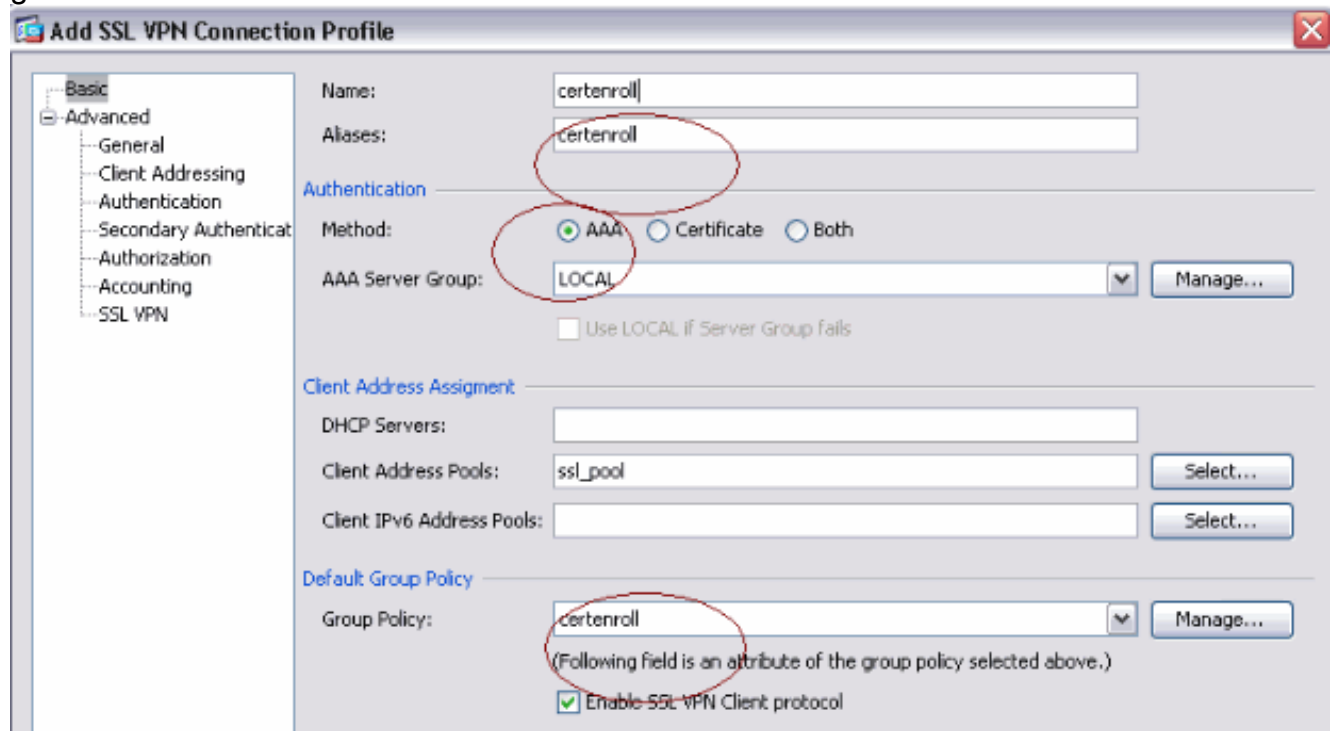 Add SSL VPN Connection Profile
Basic
Advanced
General
Client Addressing
Authentication
Secondary Authenticat
Authorization
Accounting
SSL VPN
Name: certenroll
Aliases: certenroll
Authentication
Method: AAA Certificate Both
AAA Server Group: LOCAL Manage...
Use LOCAL if Server Group fails
Client Address Assigment
DHCP Servers:
Client Address Pools: ssl_pool Select...
Client IPv6 Address Pools: Select...
Default Group Policy
Group Policy: certenroll Manage...
(Following field is an attribute of the group policy selected above.)
Enable SSL VPN Client protocol